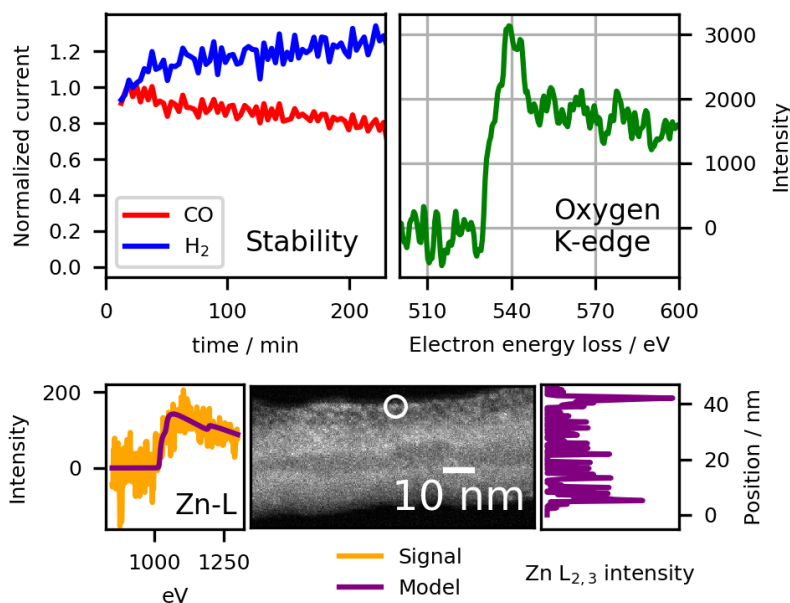 Normalized current
1.2
1.0
0.8
0.6
0.4
0.2
0.0
CO
H₂
Stability
0
100
200
time / min
3000
2000
1000
0
Intensity
Oxygen
K-edge
510
540
570
600
Electron energy loss / eV
Intensity
200
0
Zn-L
1000
1250
eV
10 nm
40
20
0
Position / nm
Signal
Model
Zn L₂,₃ intensity